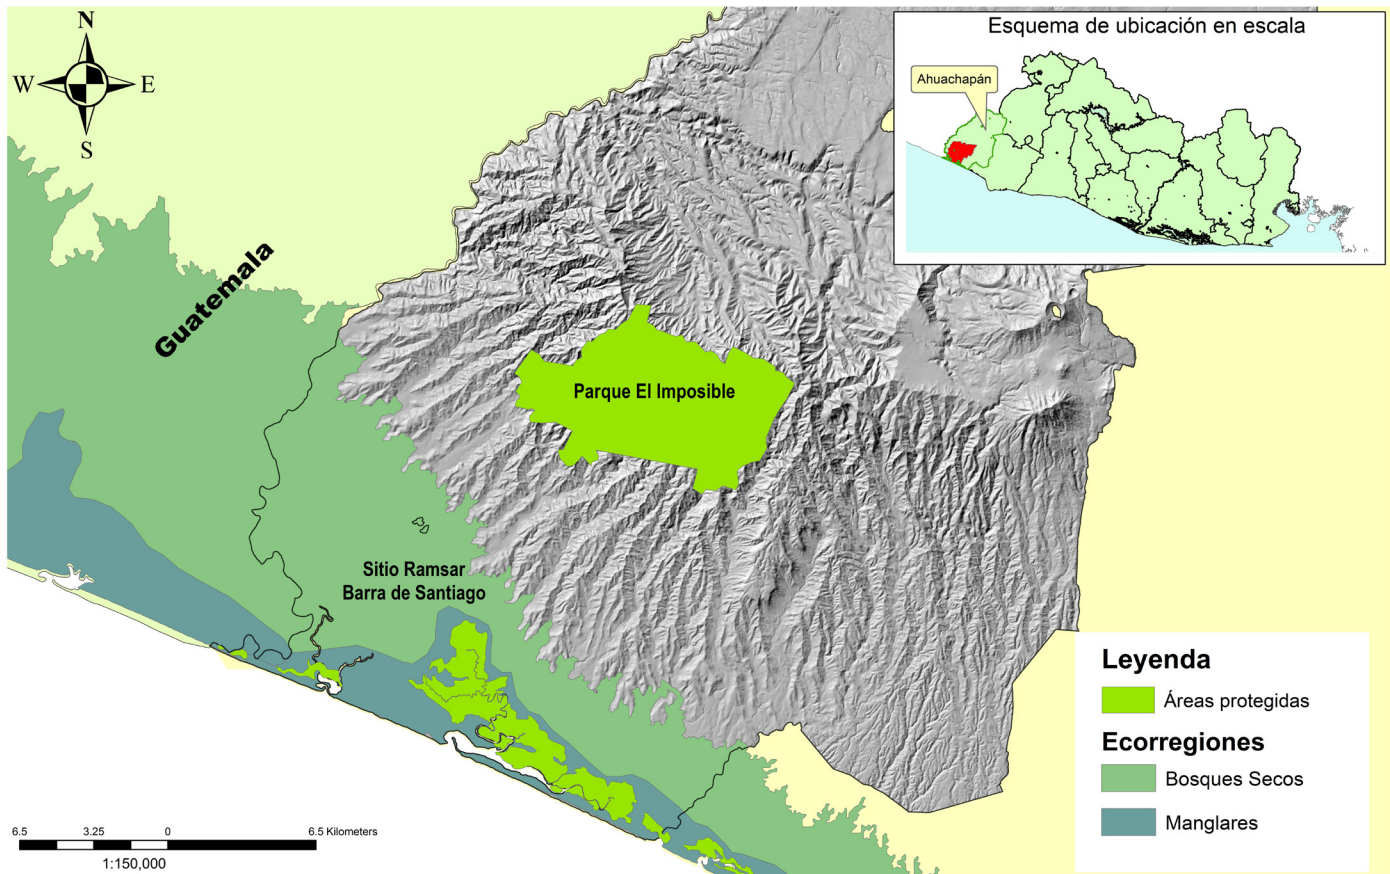 N
W
E
S
Esquema de ubicación en escala
Ahuachapán
Guatemala
Parque El Imposible
Sitio Ramsar
Barra de Santiago
Leyenda
Áreas protegidas
Ecorregiones
Bosques Secos
Manglares
6.5 3.25 0 6.5 Kilometers
1:150,000